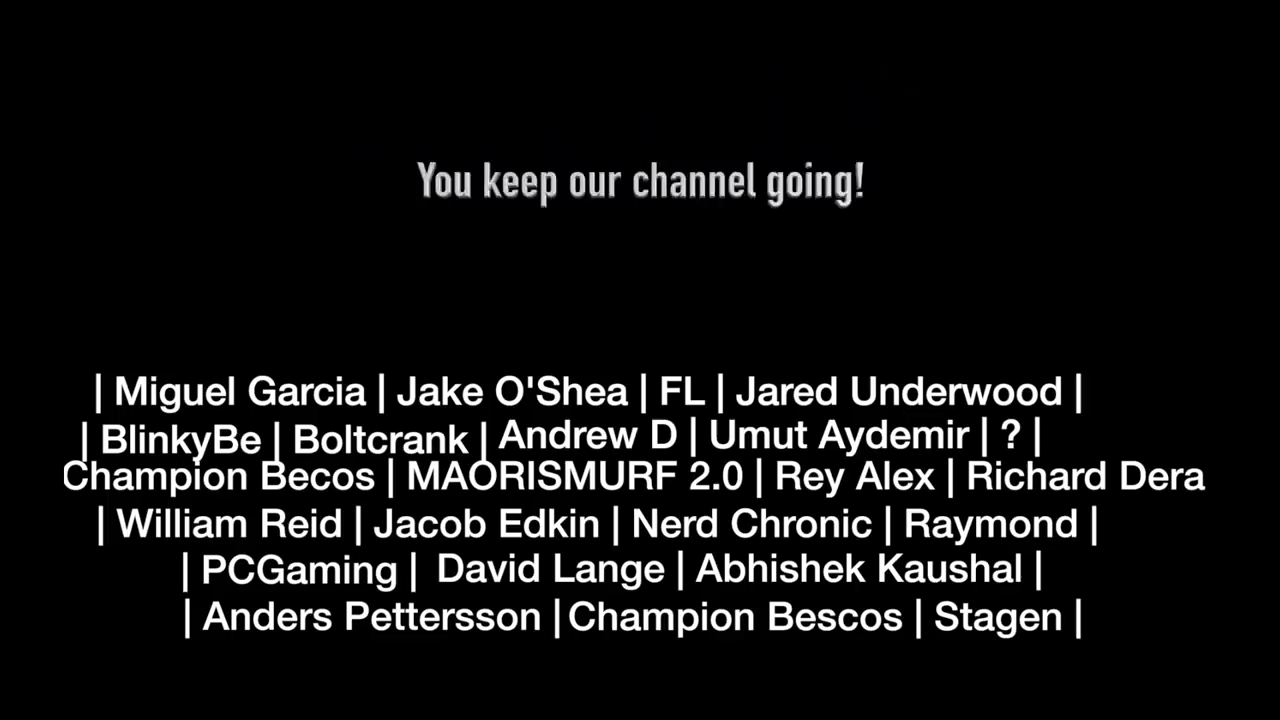 You keep our channel going!
| Miguel Garcia | Jake O'Shea | FL | Jared Underwood |
| BlinkyBe | Boltcrank | Andrew D | Umut Aydemir | ? |
Champion Becos | MAORISMURF 2.0 | Rey Alex | Richard Dera
| William Reid | Jacob Edkin | Nerd Chronic | Raymond |
| PCGaming | David Lange | Abhishek Kaushal |
| Anders Pettersson | Champion Bescos | Stagen |